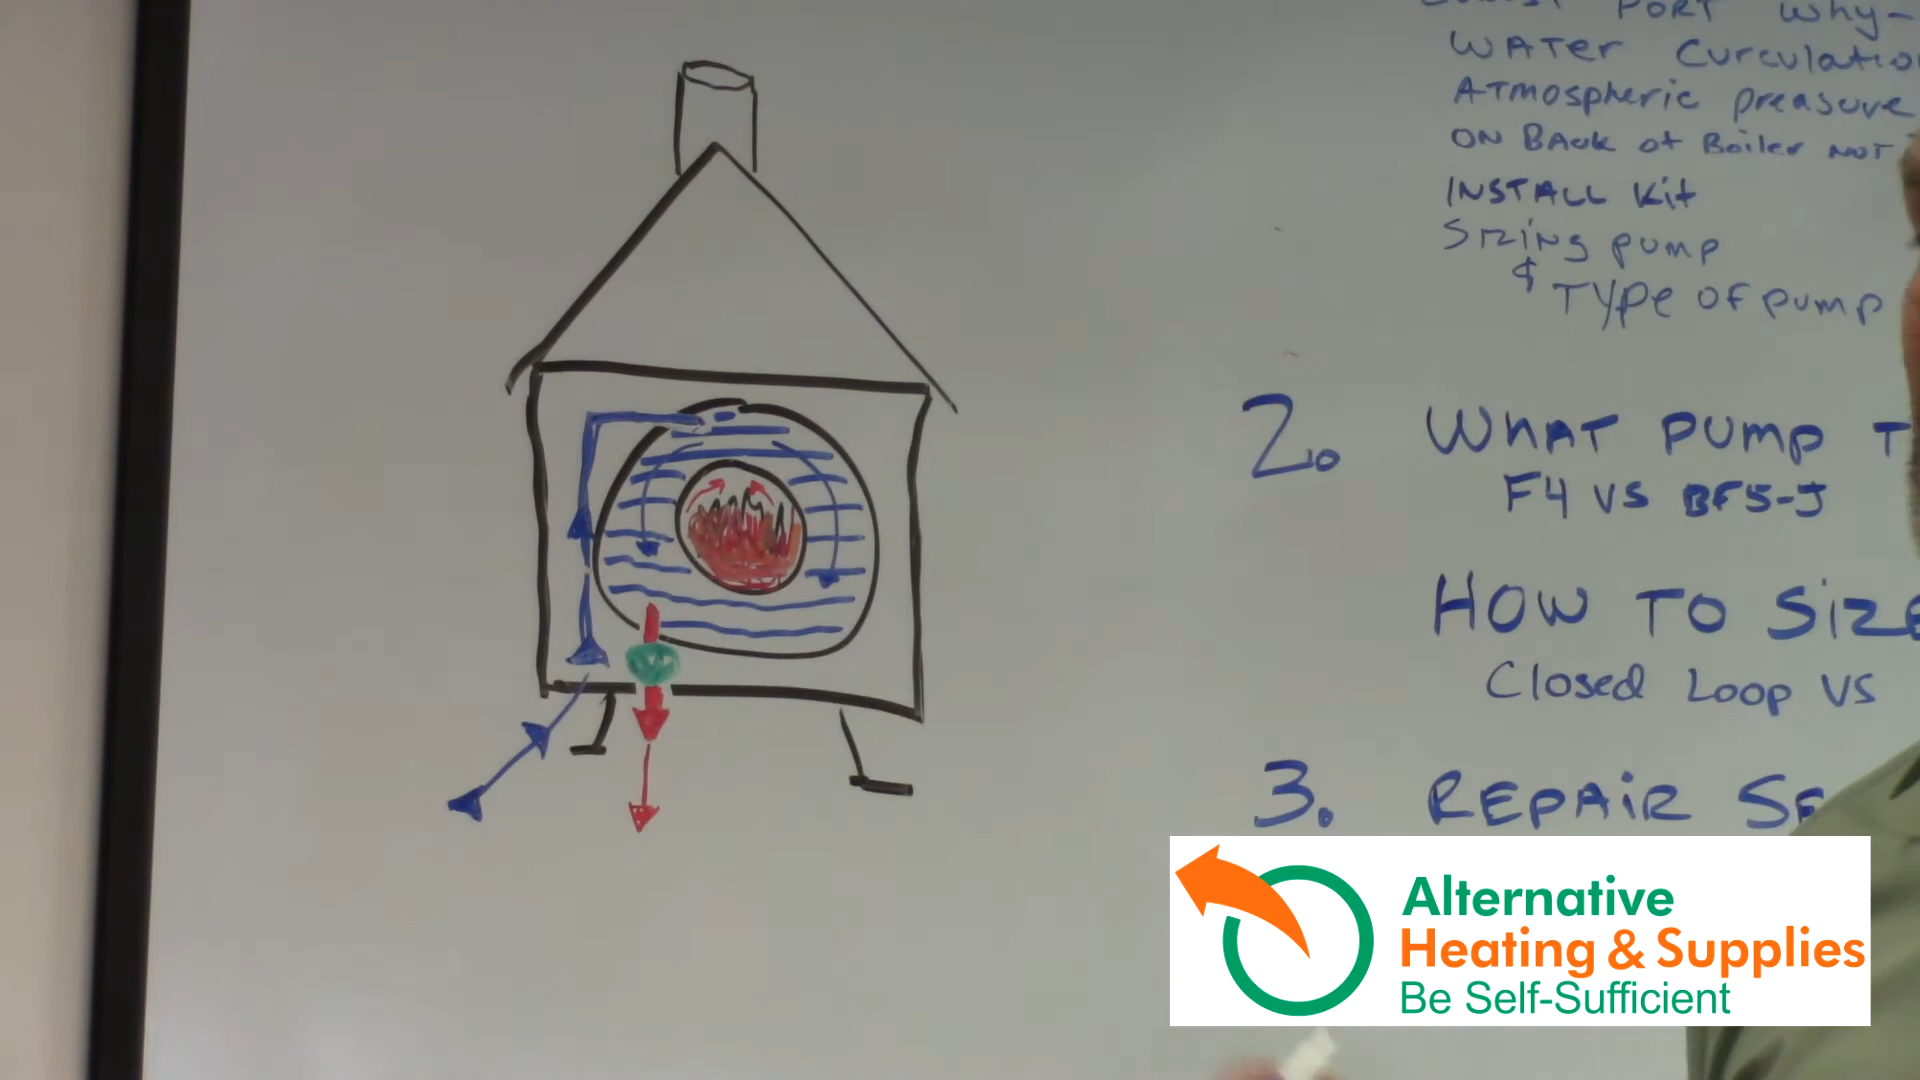 PORT Why-
WATer Curculatio
ATmospheric preasure
ON BAck of Boiler NOT
INSTALL Kit
SIZiNg pump
& TYPe OF pump
2. WHAT PUMP T
F4 VS BF5-J
HOW TO SiZE
Closed Loop VS
3. REPAiR SE
Alternative
Heating & Supplies
Be Self-Sufficient